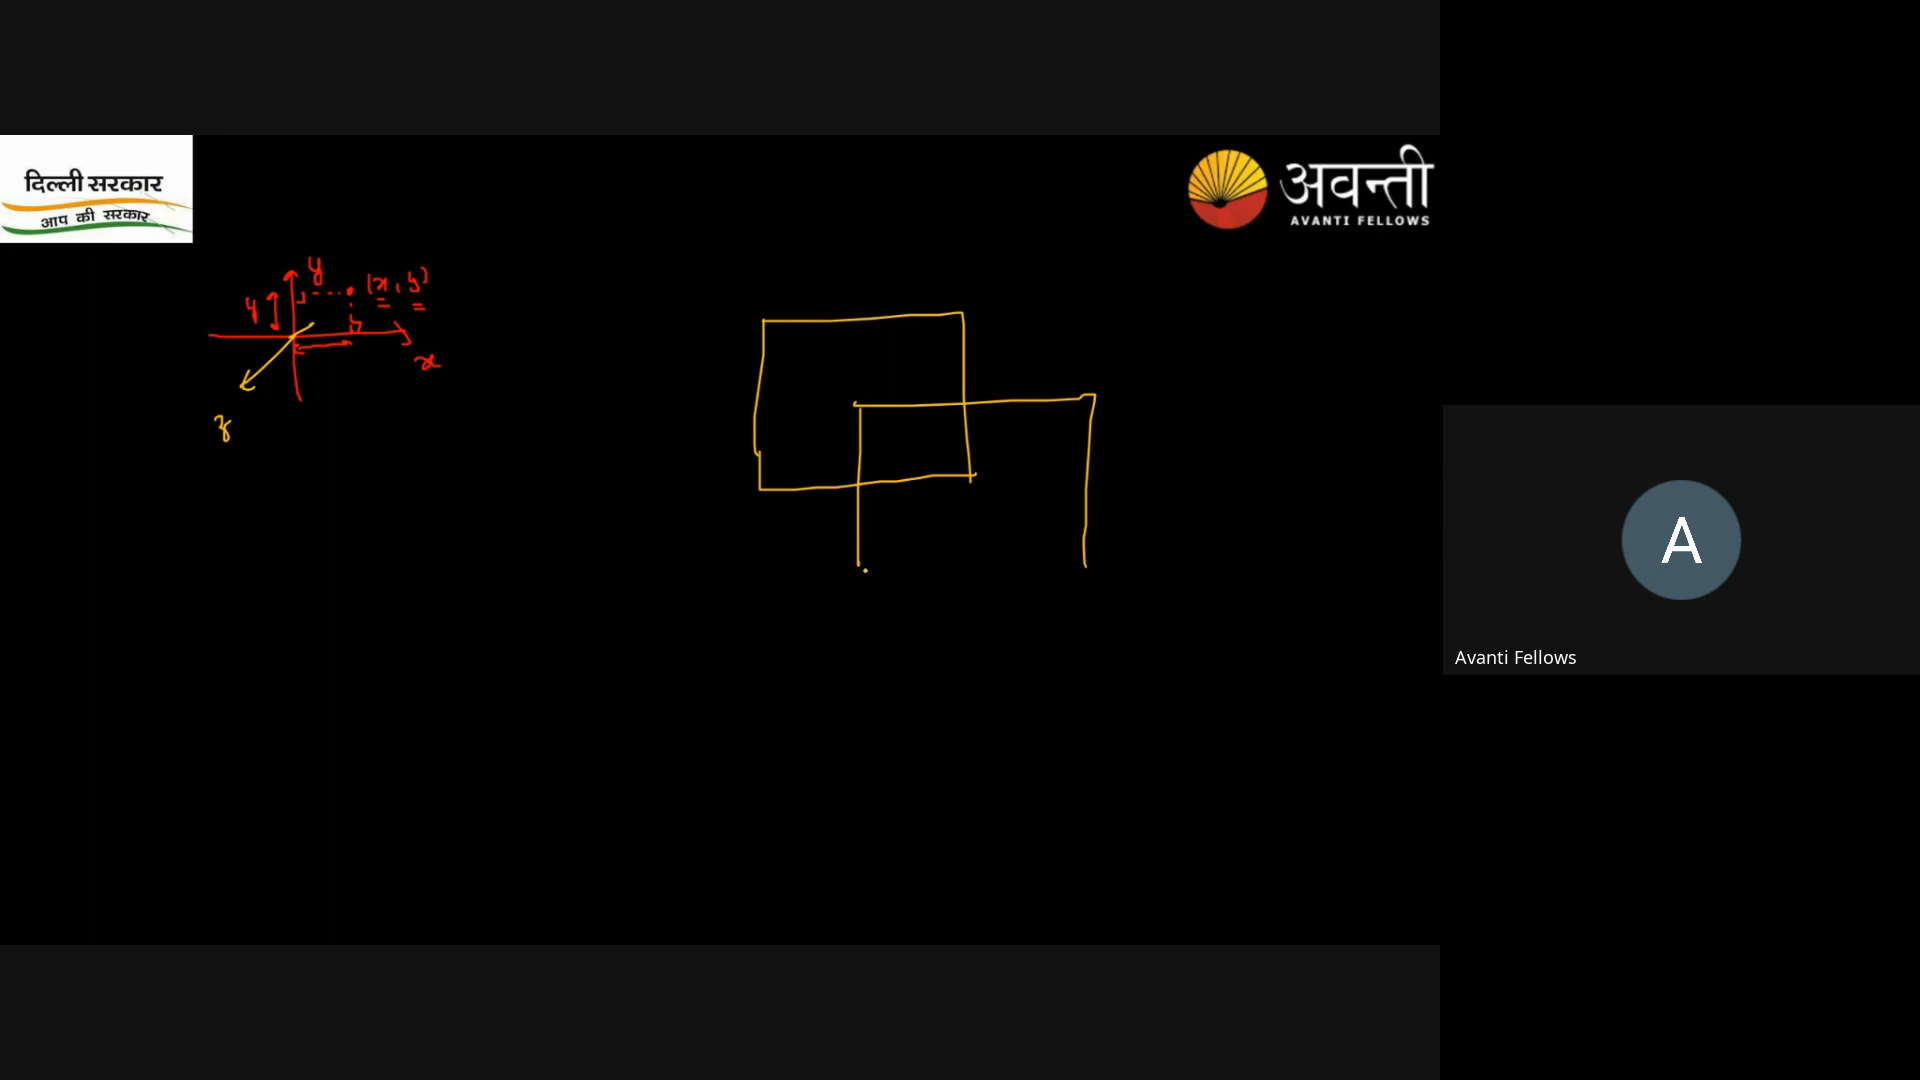 दिल्ली सरकार
आप की सरकार
अवन्ती
AVANTI FELLOWS
y
y
(x, y)
x
z
A
Avanti Fellows